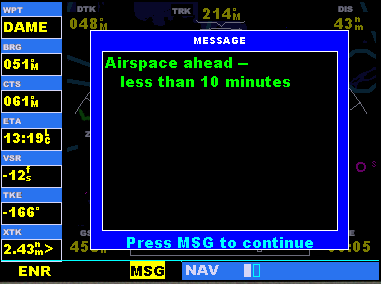 WPT
DAME
BRG
051°M
CTS
061°M
ETA
13:19LC
VSR
-12fs
TKE
-166°
XTK
2.43nm>
DTK
048
TRK
214°M
DIS
43nm
MESSAGE
Airspace ahead –
less than 10 minutes
Press MSG to continue
ENR
MSG
NAV